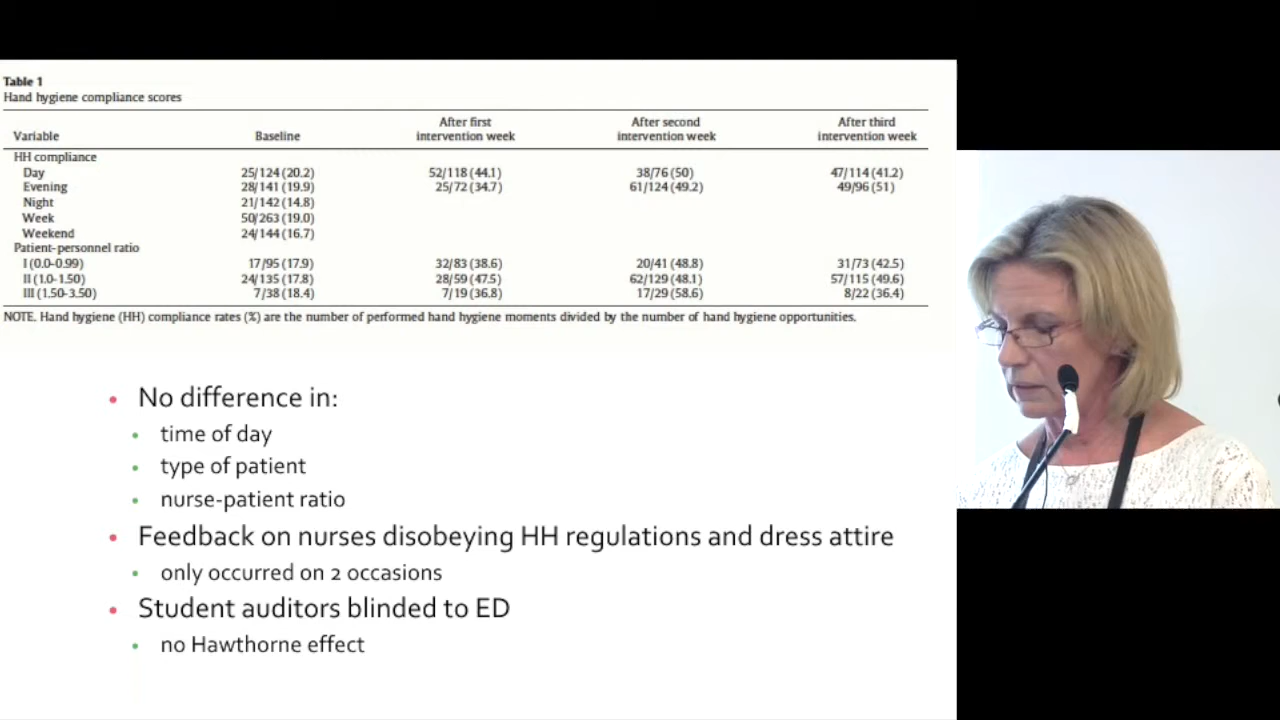 Table 1
Hand hygiene compliance scores
Variable Baseline After first intervention week After second intervention week After third intervention week
HH compliance
Day 25/124 (20.2) 52/118 (44.1) 38/76 (50) 47/114 (41.2)
Evening 28/141 (19.9) 25/72 (34.7) 61/124 (49.2) 49/96 (51)
Night 21/142 (14.8)
Week 50/263 (19.0)
Weekend 24/144 (16.7)
Patient-personnel ratio
I (0.0-0.99) 17/95 (17.9) 32/83 (38.6) 20/41 (48.8) 31/73 (42.5)
II (1.0-1.50) 24/135 (17.8) 28/59 (47.5) 62/129 (48.1) 57/115 (49.6)
III (1.50-3.50) 7/38 (18.4) 7/19 (36.8) 17/29 (58.6) 8/22 (36.4)
NOTE. Hand hygiene (HH) compliance rates (%) are the number of performed hand hygiene moments divided by the number of hand hygiene opportunities.
• No difference in:
• time of day
• type of patient
• nurse-patient ratio
• Feedback on nurses disobeying HH regulations and dress attire
• only occurred on 2 occasions
• Student auditors blinded to ED
• no Hawthorne effect